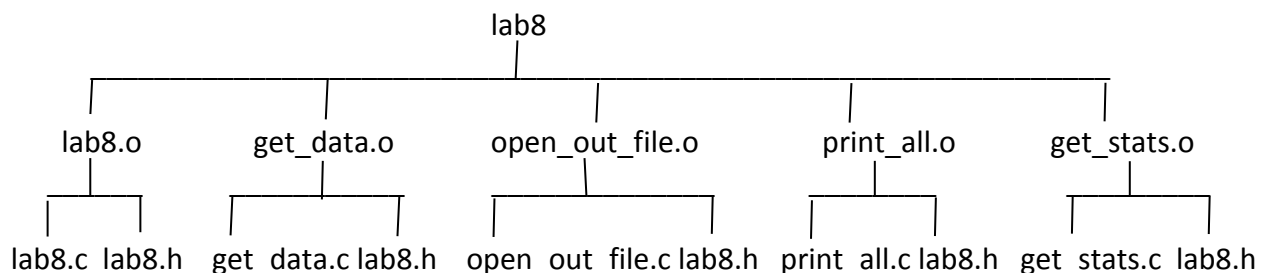 lab8
lab8.o get_data.o open_out_file.o print_all.o get_stats.o
lab8.c lab8.h get_data.c lab8.h open_out_file.c lab8.h print_all.c lab8.h get_stats.c lab8.h